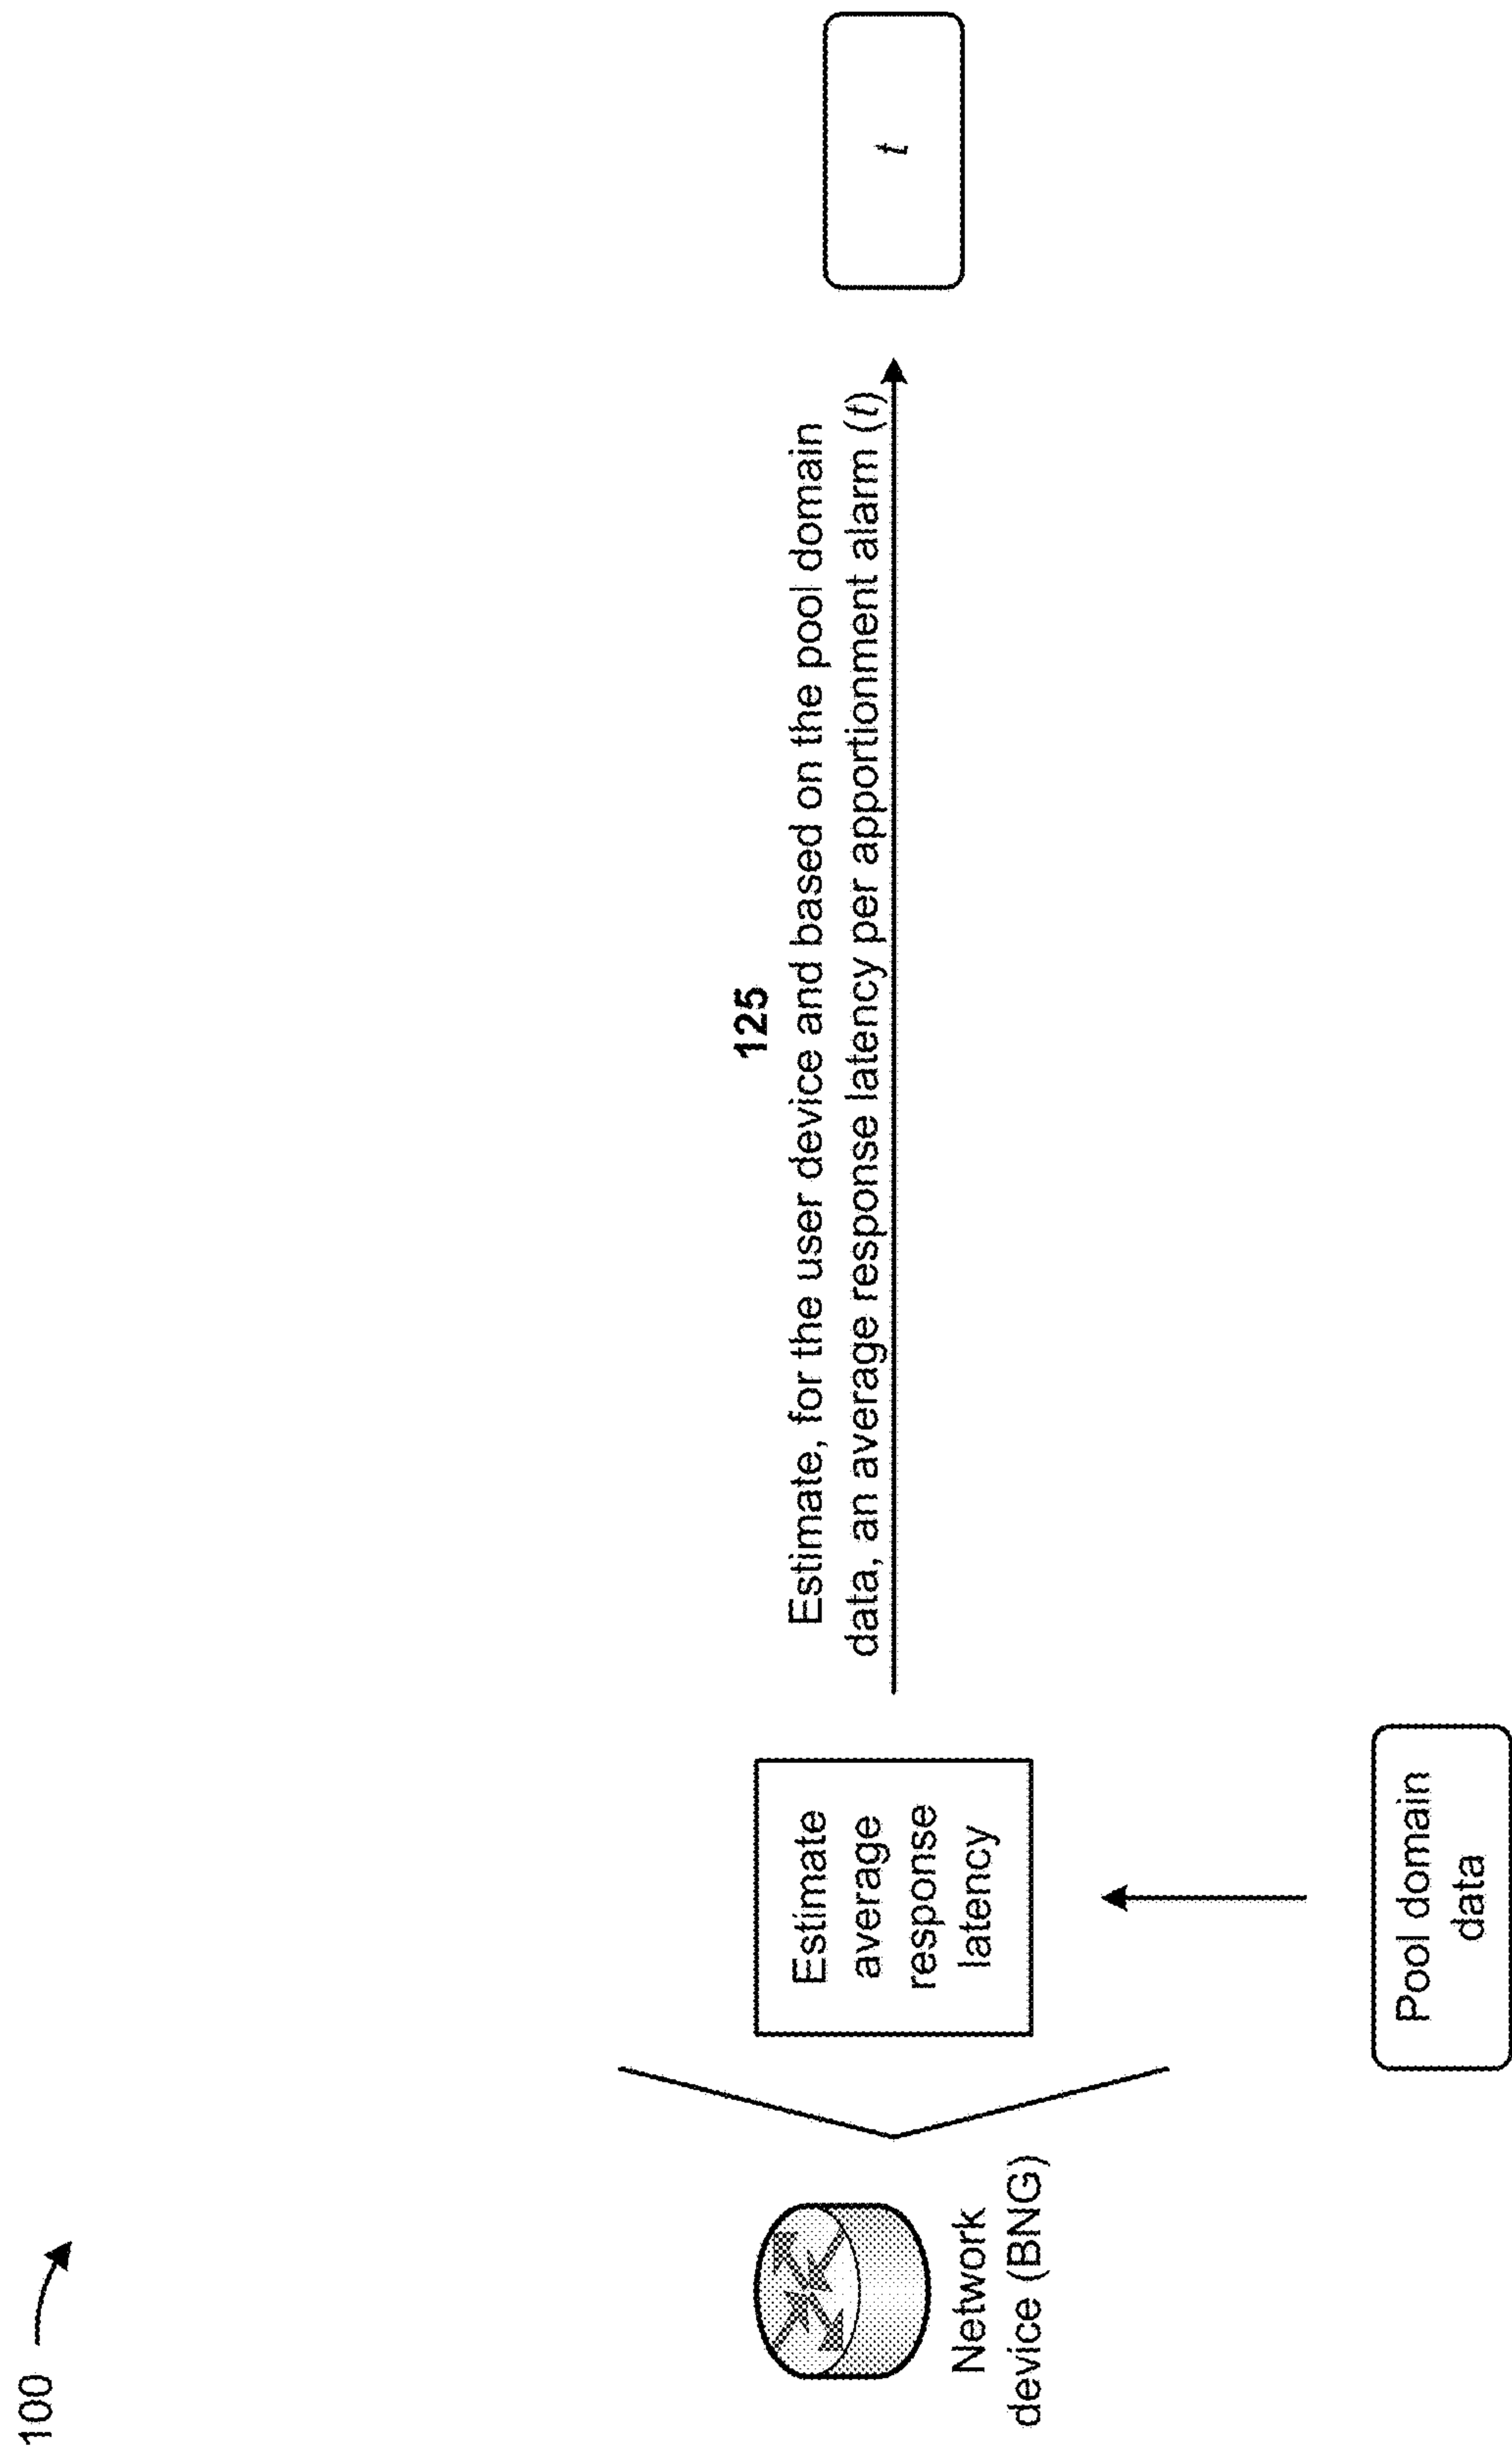 100
125
Estimate, for the user device and based on the pool domain
data, an average response latency per apportionment alarm (t)
Network
device (BNG)
Estimate
average
response
latency
t
Pool domain
data